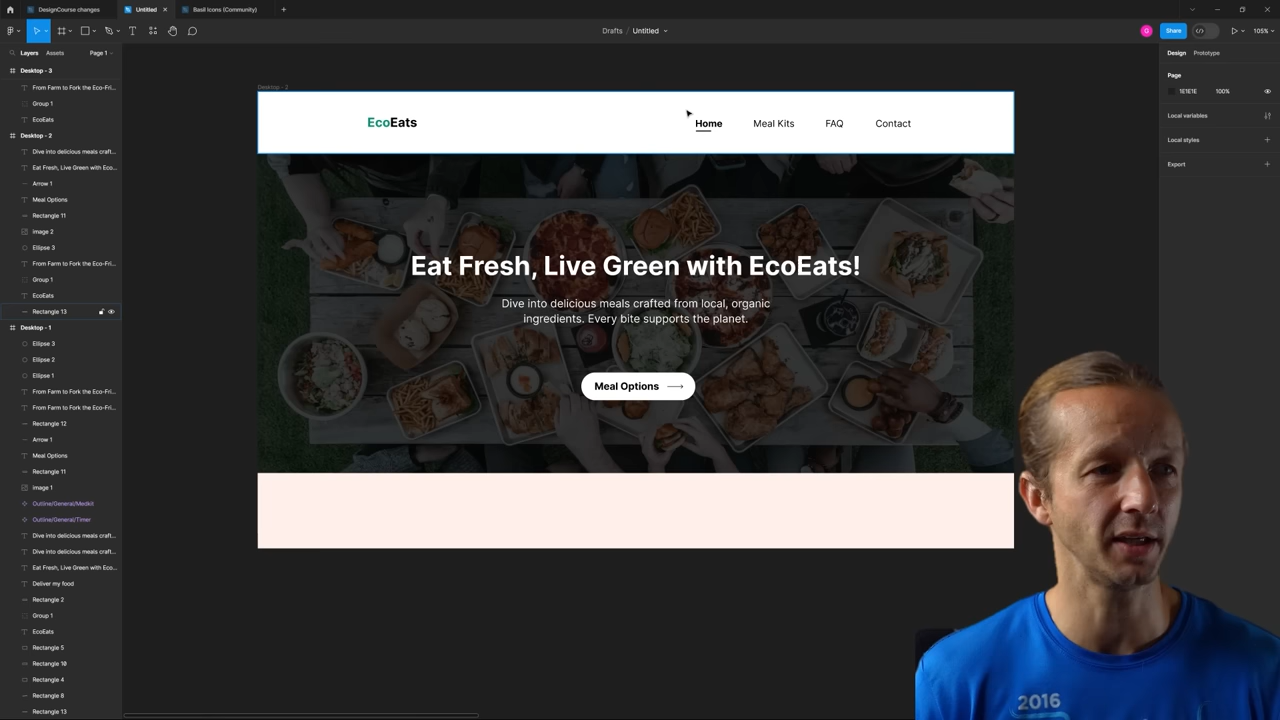 DesignCourse changes
Untitled
Basil Icons (Community)
Drafts / Untitled
G
Share
105%
Layers
Assets
Page 1
Design
Prototype
Desktop - 3
From Farm to Fork the Eco-Fri...
Group 1
EcoEats
Desktop - 2
Dive into delicious meals craft...
Eat Fresh, Live Green with Eco...
Arrow 1
Meal Options
Rectangle 11
image 2
Ellipse 3
From Farm to Fork the Eco-Fri...
Group 1
EcoEats
Rectangle 13
Desktop - 1
Ellipse 3
Ellipse 2
Ellipse 1
From Farm to Fork the Eco-Fri...
From Farm to Fork the Eco-Fri...
Rectangle 12
Arrow 1
Meal Options
Rectangle 11
image 1
Outline/General/Medkit
Outline/General/Timer
Dive into delicious meals craft...
Dive into delicious meals craft...
Eat Fresh, Live Green with Eco...
Deliver my food
Rectangle 2
Group 1
EcoEats
Rectangle 5
Rectangle 10
Rectangle 4
Rectangle 8
Rectangle 13
Desktop - 2
EcoEats
Home
Meal Kits
FAQ
Contact
Eat Fresh, Live Green with EcoEats!
Dive into delicious meals crafted from local, organic
ingredients. Every bite supports the planet.
Meal Options
Page
1E1E1E
100%
Local variables
Local styles
Export
2016